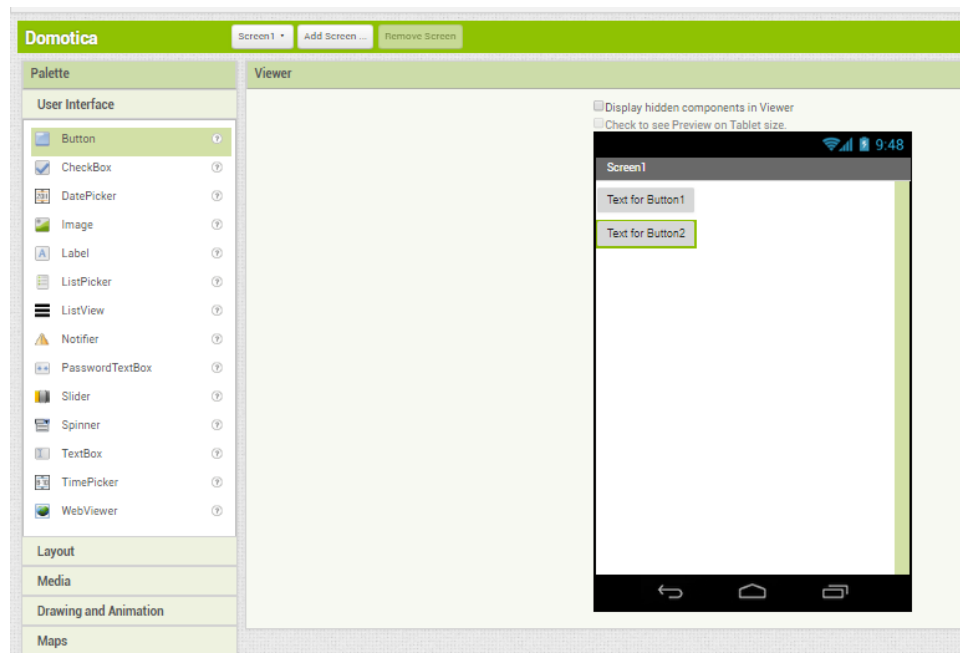 Domotica
Screen1
Add Screen ...
Remove Screen
Palette
User Interface
Button ?
CheckBox ?
DatePicker ?
Image ?
Label ?
ListPicker ?
ListView ?
Notifier ?
PasswordTextBox ?
Slider ?
Spinner ?
TextBox ?
TimePicker ?
WebViewer ?
Layout
Media
Drawing and Animation
Maps
Viewer
Display hidden components in Viewer
Check to see Preview on Tablet size.
9:48
Screen1
Text for Button1
Text for Button2